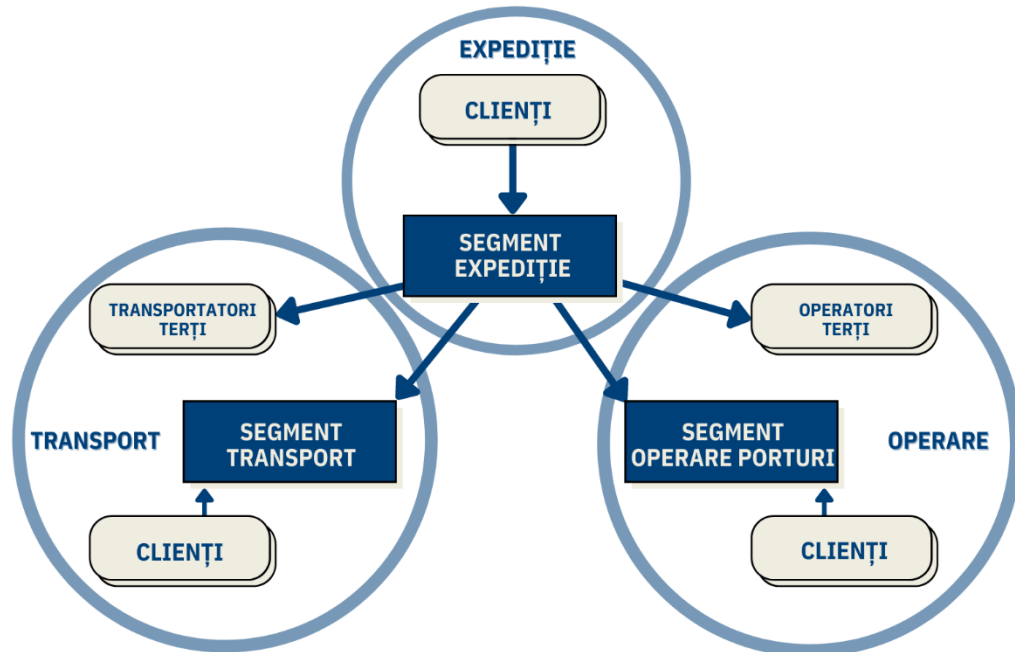 EXPEDIȚIE
CLIENȚI
SEGMENT
EXPEDIȚIE
TRANSPORTATORI
TERȚI
OPERATORI
TERȚI
TRANSPORT
SEGMENT
TRANSPORT
SEGMENT
OPERARE PORTURI
OPERARE
CLIENȚI
CLIENȚI